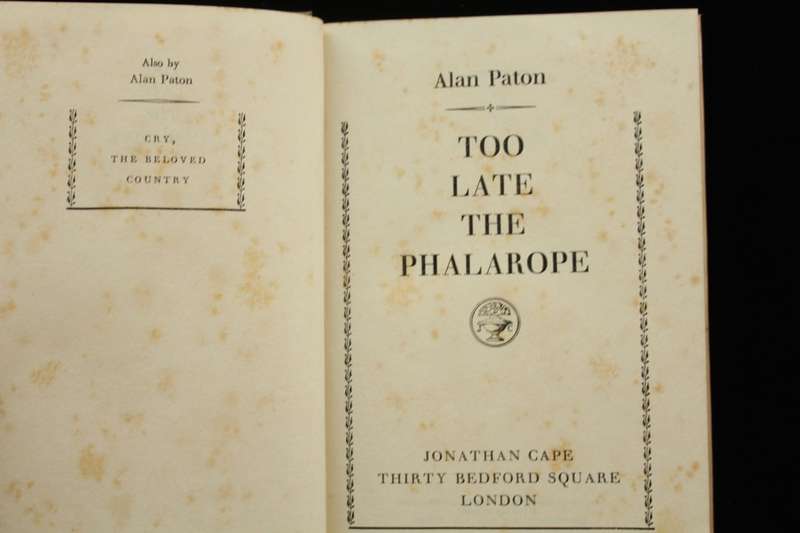 Also by
Alan Paton
CRY,
THE BELOVED
COUNTRY
Alan Paton
TOO
LATE
THE
PHALAROPE
JONATHAN CAPE
THIRTY BEDFORD SQUARE
LONDON